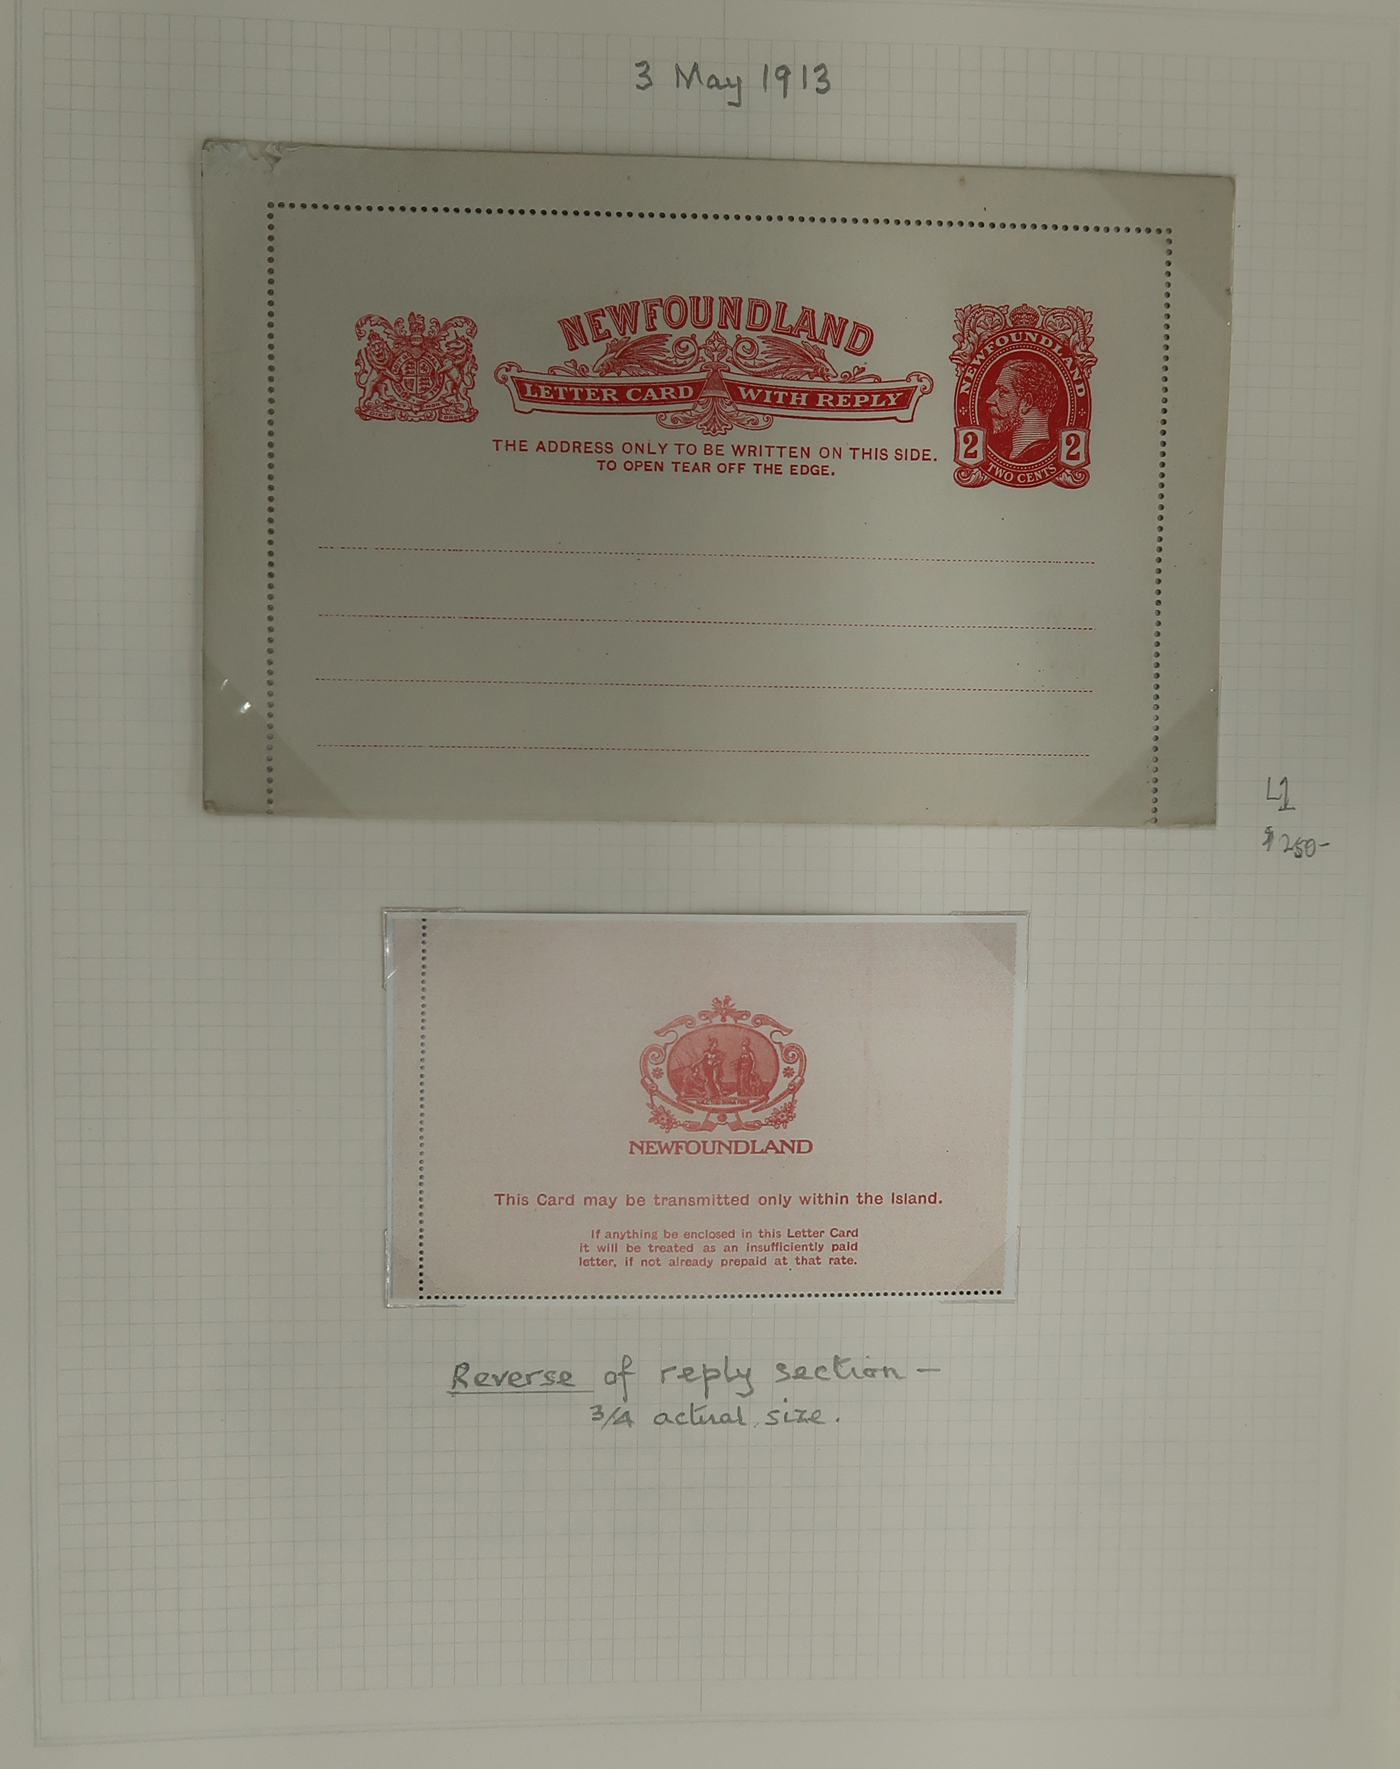 3 May 1913
NEWFOUNDLAND
LETTER CARD WITH REPLY
THE ADDRESS ONLY TO BE WRITTEN ON THIS SIDE.
TO OPEN TEAR OFF THE EDGE.
NEWFOUNDLAND
2 2
TWO CENTS
L1
$250-
NEWFOUNDLAND
This Card may be transmitted only within the Island.
If anything be enclosed in this Letter Card
it will be treated as an insufficiently paid
letter, if not already prepaid at that rate.
Reverse of reply section -
3/4 actual size.